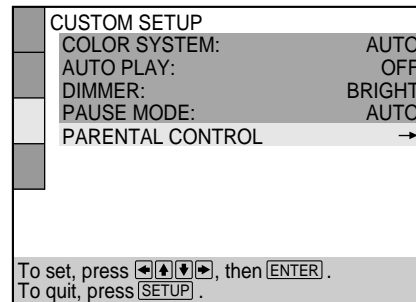 CUSTOM SETUP
COLOR SYSTEM: AUTO
AUTO PLAY: OFF
DIMMER: BRIGHT
PAUSE MODE: AUTO
PARENTAL CONTROL →
To set, press ←↑↓→, then ENTER .
To quit, press SETUP .